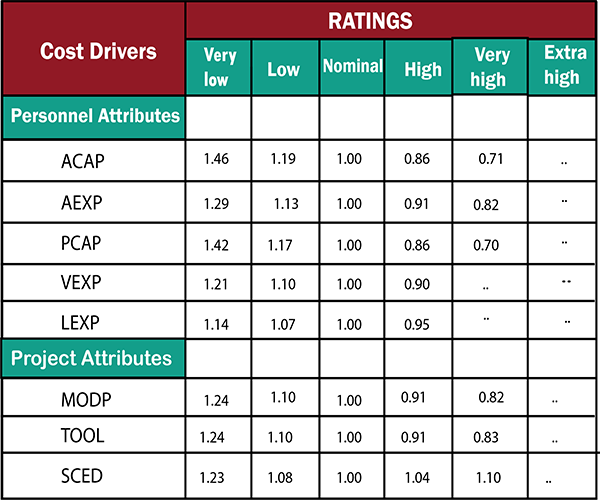 Cost Drivers
RATINGS
Very low Low Nominal High Very high Extra high
Personnel Attributes
ACAP 1.46 1.19 1.00 0.86 0.71 ..
AEXP 1.29 1.13 1.00 0.91 0.82 ..
PCAP 1.42 1.17 1.00 0.86 0.70 ..
VEXP 1.21 1.10 1.00 0.90 .. ..
LEXP 1.14 1.07 1.00 0.95 .. ..
Project Attributes
MODP 1.24 1.10 1.00 0.91 0.82 ..
TOOL 1.24 1.10 1.00 0.91 0.83 ..
SCED 1.23 1.08 1.00 1.04 1.10 ..